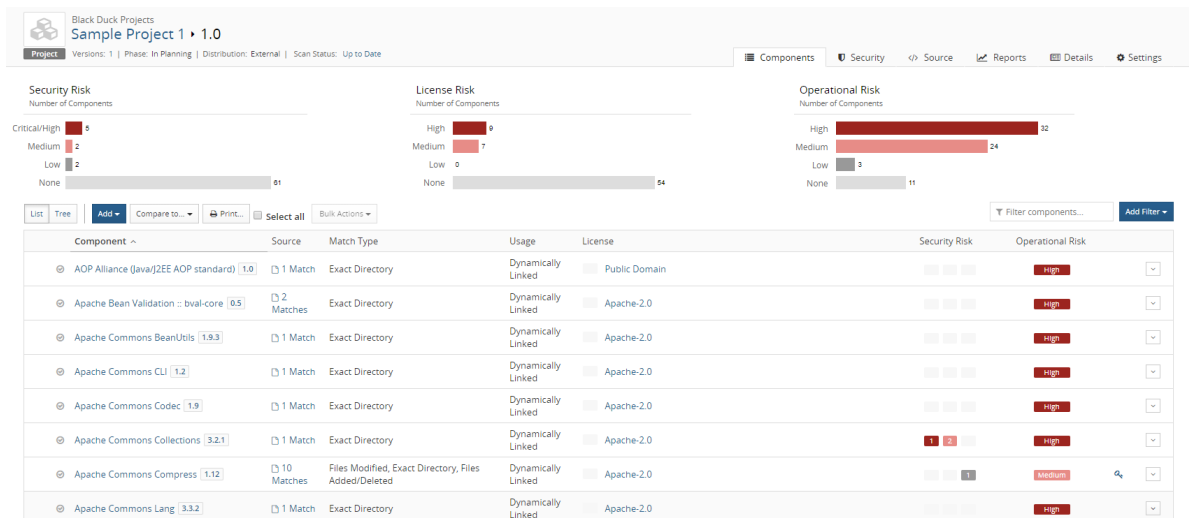 Black Duck Projects
Sample Project 1 ▸ 1.0
Project Versions: 1 | Phase: In Planning | Distribution: External | Scan Status: Up to Date
Components Security Source Reports Details Settings
Security Risk
Number of Components
Critical/High 5
Medium 2
Low 2
None 61
License Risk
Number of Components
High 9
Medium 7
Low 0
None 54
Operational Risk
Number of Components
High 32
Medium 24
Low 3
None 11
List Tree Add Compare to... Print... Select all Bulk Actions Filter components... Add Filter
Component Source Match Type Usage License Security Risk Operational Risk
AOP Alliance (Java/J2EE AOP standard) 1.0 1 Match Exact Directory Dynamically Linked Public Domain High
Apache Bean Validation :: bval-core 0.5 2 Matches Exact Directory Dynamically Linked Apache-2.0 High
Apache Commons BeanUtils 1.9.3 1 Match Exact Directory Dynamically Linked Apache-2.0 High
Apache Commons CLI 1.2 1 Match Exact Directory Dynamically Linked Apache-2.0 High
Apache Commons Codec 1.9 1 Match Exact Directory Dynamically Linked Apache-2.0 High
Apache Commons Collections 3.2.1 1 Match Exact Directory Dynamically Linked Apache-2.0 1 2 High
Apache Commons Compress 1.12 10 Matches Files Modified, Exact Directory, Files Added/Deleted Dynamically Linked Apache-2.0 1 Medium
Apache Commons Lang 3.3.2 1 Match Exact Directory Dynamically Linked Apache-2.0 High